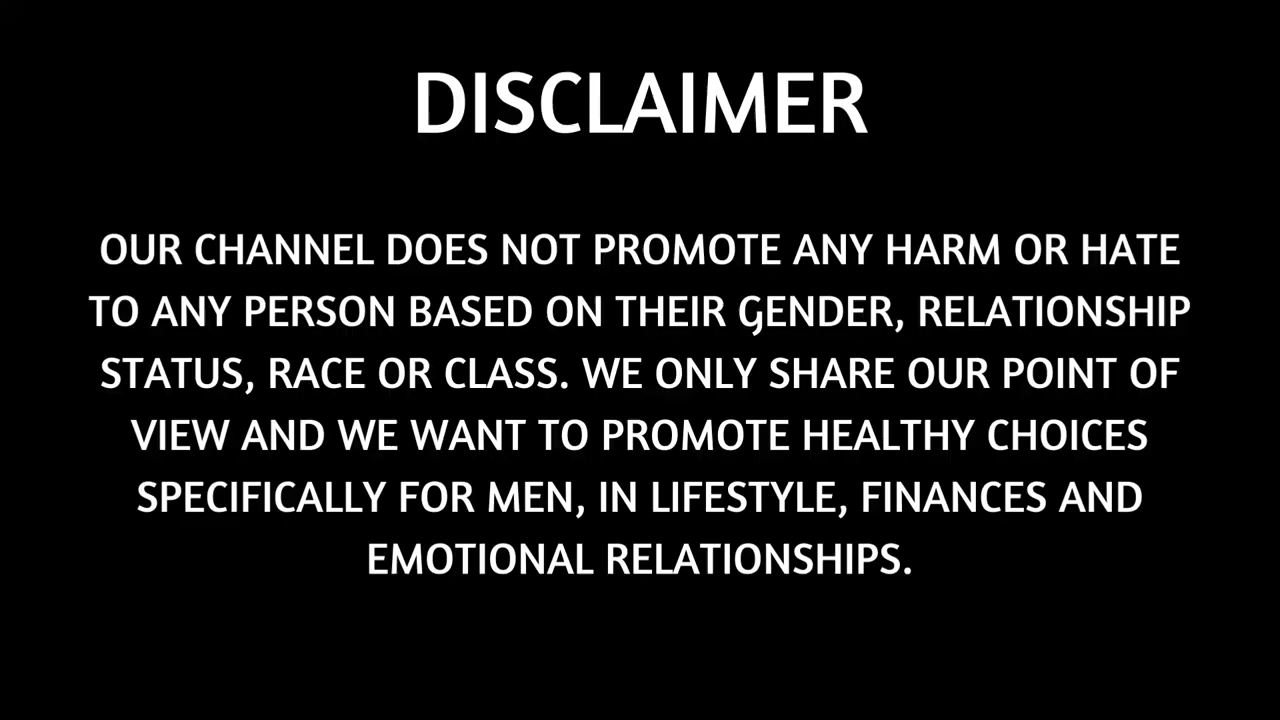 DISCLAIMER
OUR CHANNEL DOES NOT PROMOTE ANY HARM OR HATE
TO ANY PERSON BASED ON THEIR GENDER, RELATIONSHIP
STATUS, RACE OR CLASS. WE ONLY SHARE OUR POINT OF
VIEW AND WE WANT TO PROMOTE HEALTHY CHOICES
SPECIFICALLY FOR MEN, IN LIFESTYLE, FINANCES AND
EMOTIONAL RELATIONSHIPS.